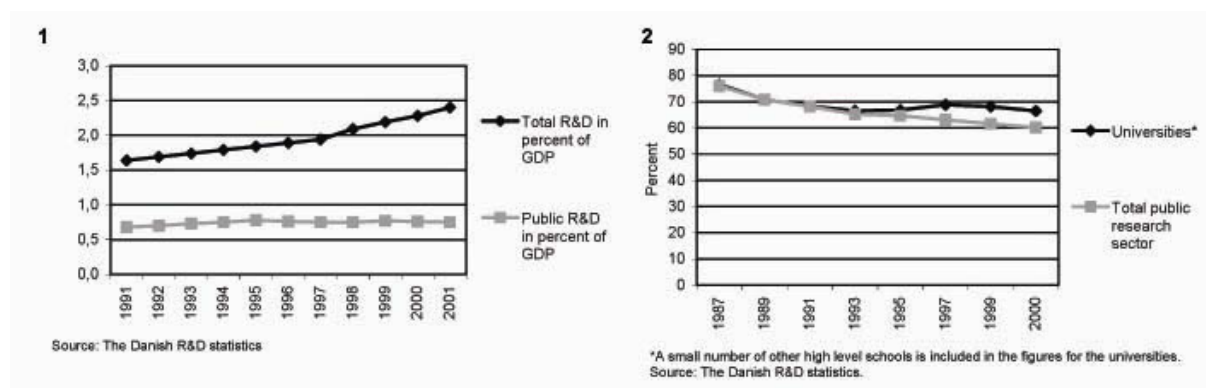 1
3,0
2,5
2,0
1,5
1,0
0,5
0,0
1991
1992
1993
1994
1995
1996
1997
1998
1999
2000
2001
Total R&D in
percent of
GDP
Public R&D
in percent of
GDP
Source: The Danish R&D statistics
2
Percent
90
80
70
60
50
40
30
20
10
0
1987
1989
1991
1993
1995
1997
1999
2000
Universities*
Total public
research
sector
*A small number of other high level schools is included in the figures for the universities.
Source: The Danish R&D statistics.